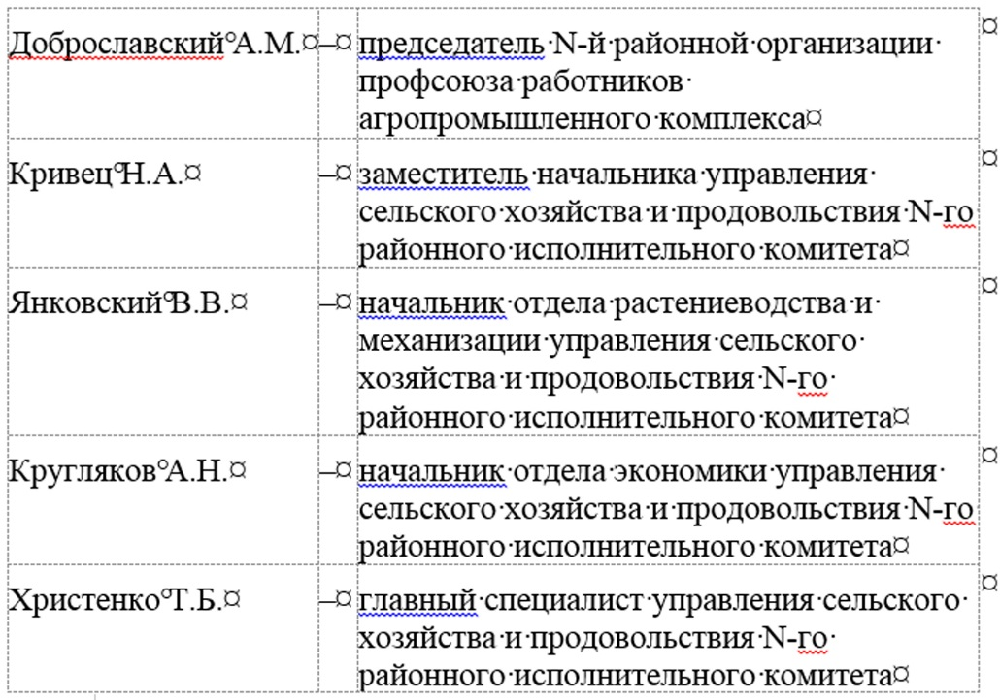 Доброславский А.М. – председатель N-й районной организации
профсоюза работников
агропромышленного комплекса
Кривец Н.А. – заместитель начальника управления
сельского хозяйства и продовольствия N-го
районного исполнительного комитета
Янковский В.В. – начальник отдела растениеводства и
механизации управления сельского
хозяйства и продовольствия N-го
районного исполнительного комитета
Кругляков А.Н. – начальник отдела экономики управления
сельского хозяйства и продовольствия N-го
районного исполнительного комитета
Христенко Т.Б. – главный специалист управления сельского
хозяйства и продовольствия N-го
районного исполнительного комитета